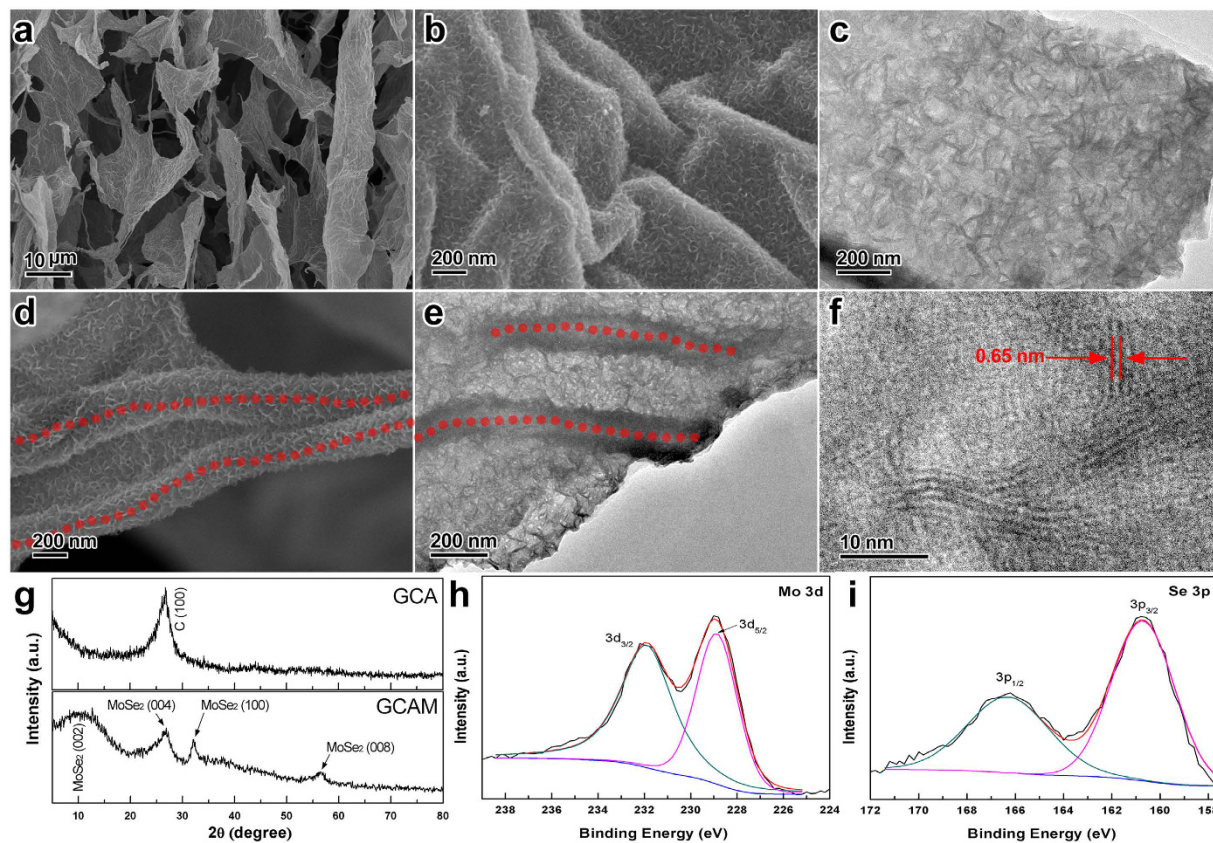 a
10 μm
b
200 nm
c
200 nm
d
200 nm
e
200 nm
f
0.65 nm
10 nm
g
GCA
C (100)
GCAM
MoSe₂ (002)
MoSe₂ (004)
MoSe₂ (100)
MoSe₂ (008)
Intensity (a.u.)
10 20 30 40 50 60 70 80
2θ (degree)
h
Mo 3d
3d3/2
3d5/2
Intensity (a.u.)
238 236 234 232 230 228 226 224
Binding Energy (eV)
i
Se 3p
3p3/2
3p1/2
Intensity (a.u.)
172 170 168 166 164 162 160 158
Binding Energy (eV)